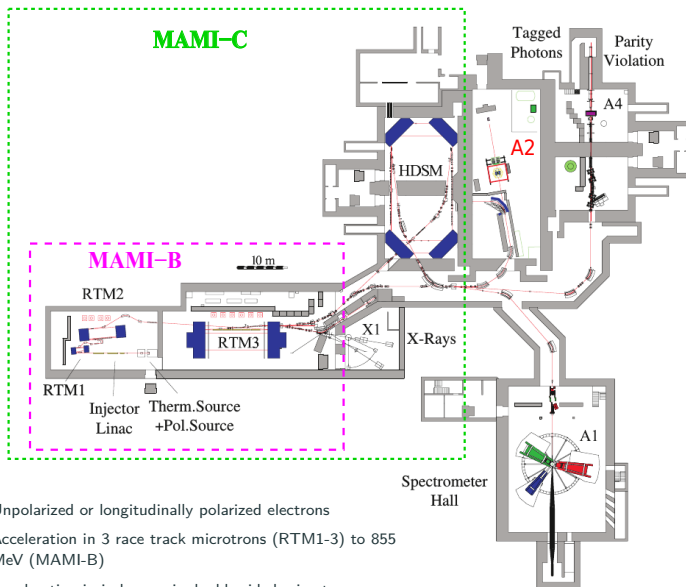 MAMI-C
Tagged
Photons
Parity
Violation
A4
A2
HDSM
MAMI-B
10 m
RTM2
RTM3
X1
X-Rays
RTM1
Injector
Linac
Therm.Source
+Pol.Source
A1
Spectrometer
Hall
Unpolarized or longitudinally polarized electrons
Acceleration in 3 race track microtrons (RTM1-3) to 855
MeV (MAMI-B)